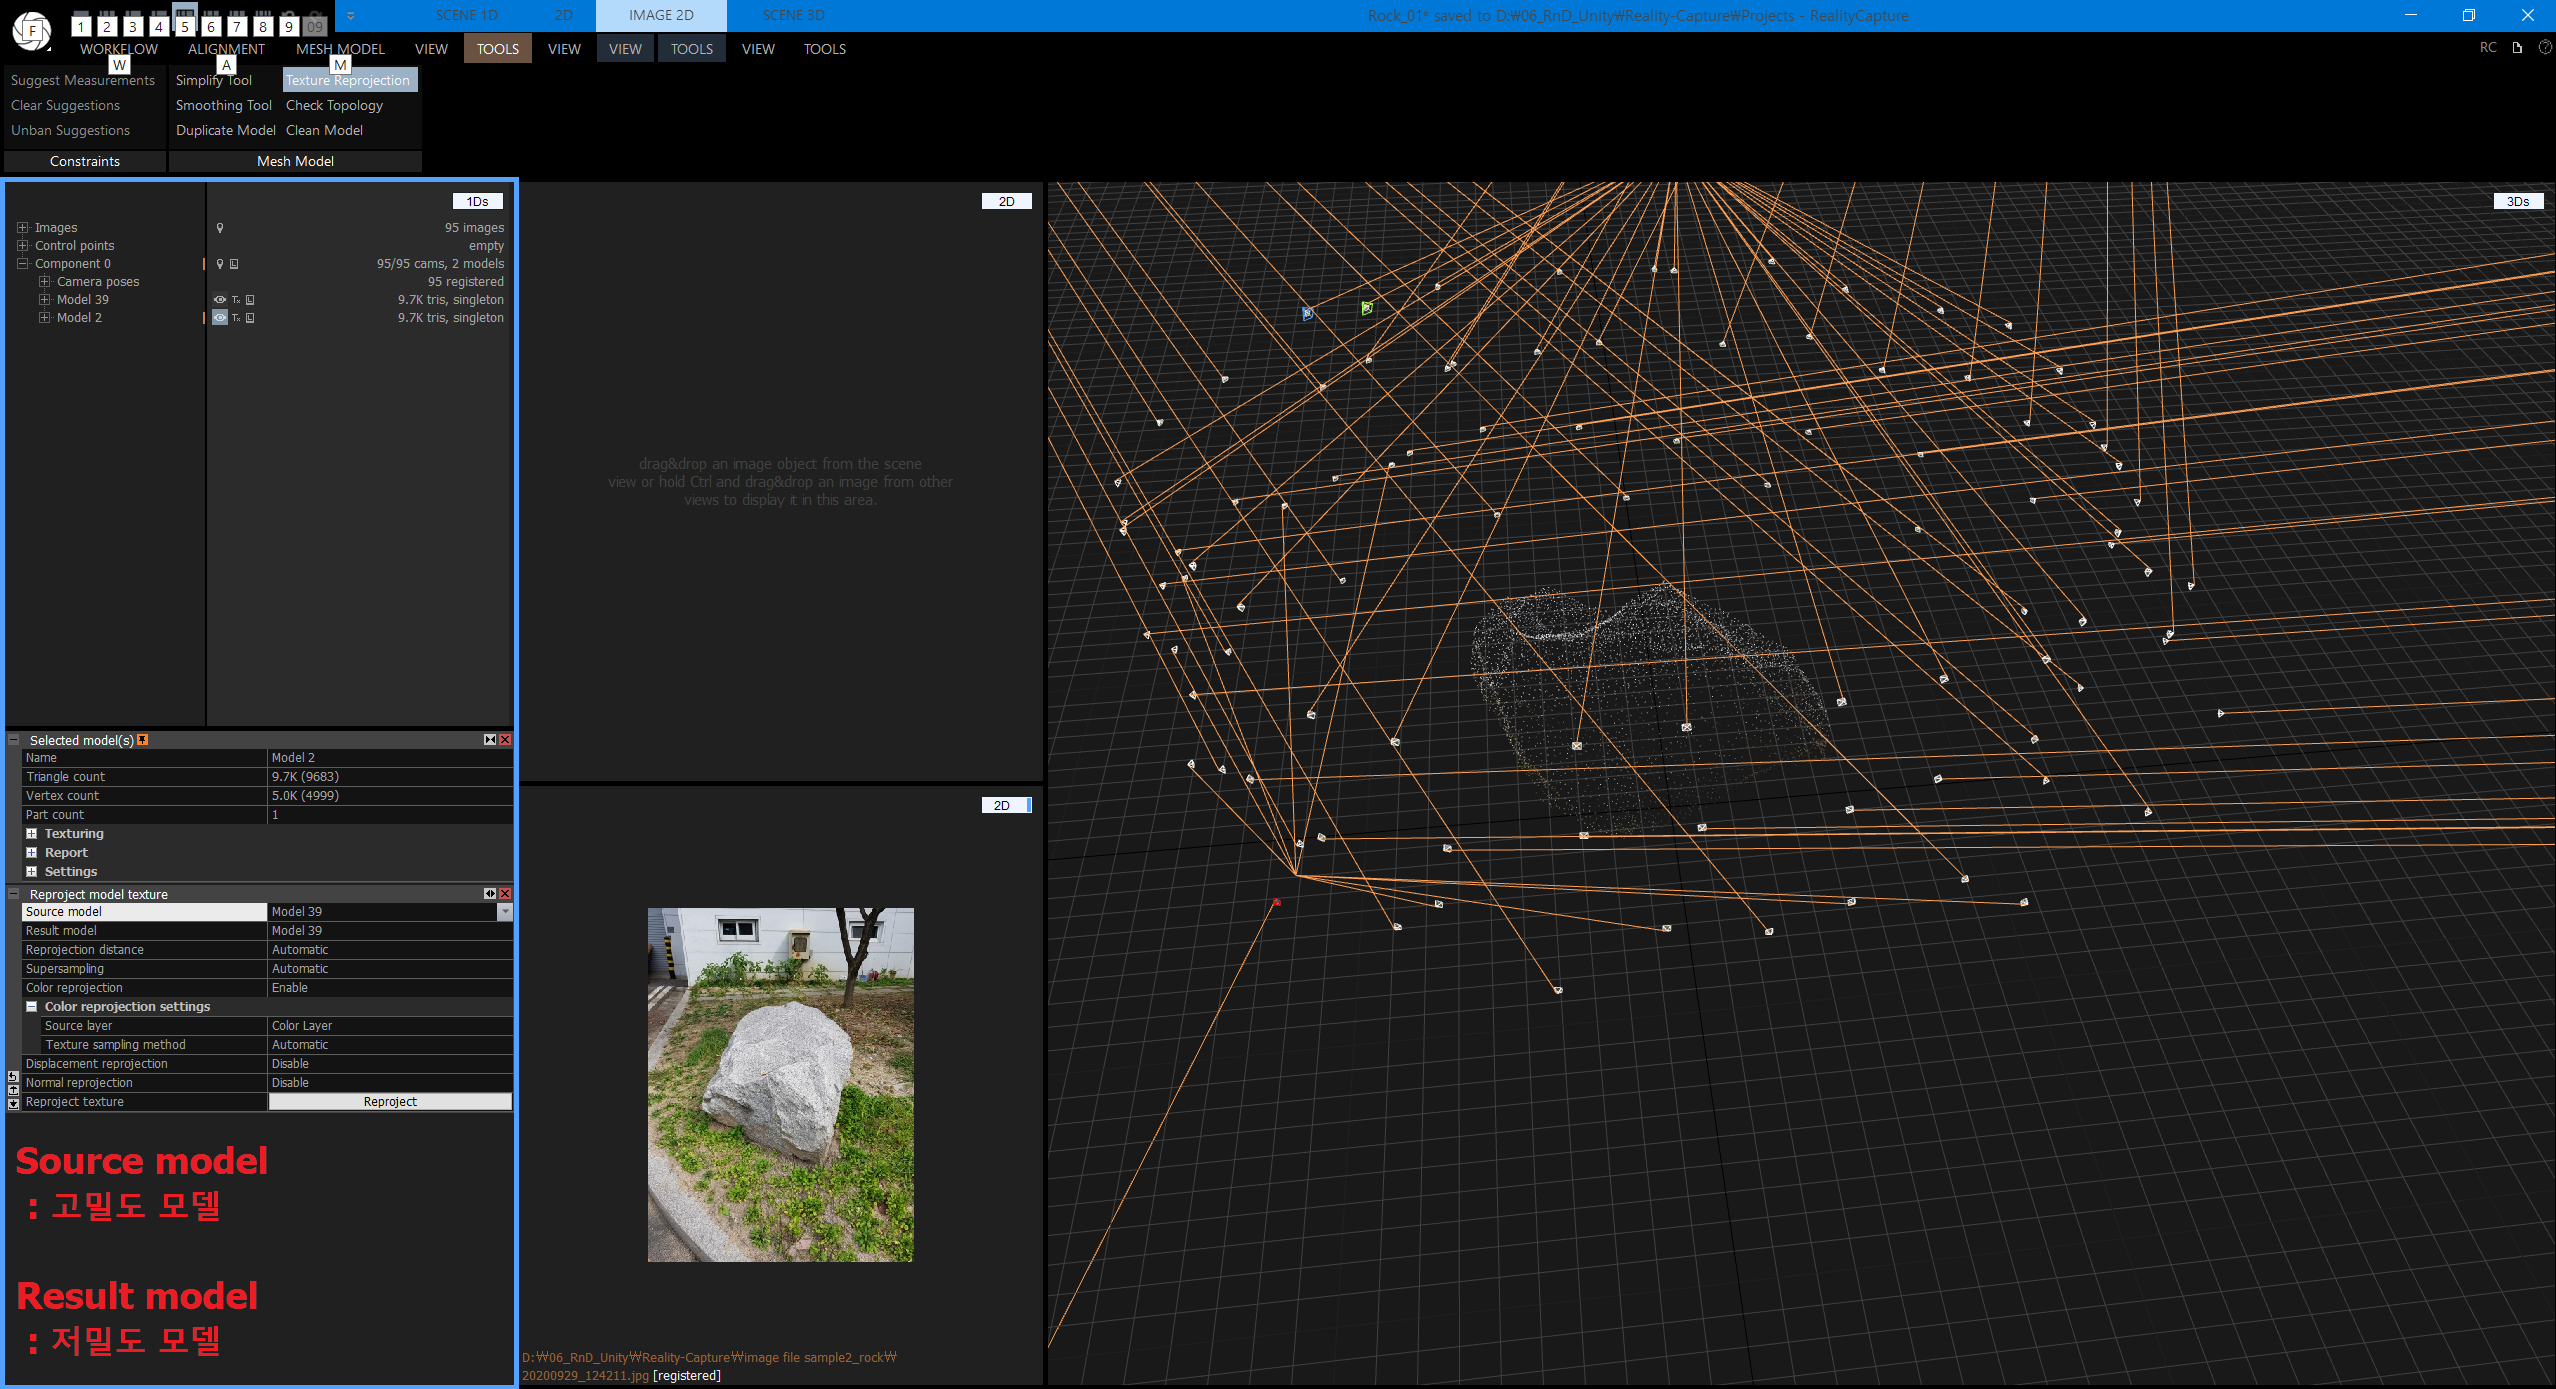 SCENE 1D 2D IMAGE 2D SCENE 3D Rock_01* saved to D:₩06_RnD_Unity₩Reality-Capture₩Projects - RealityCapture
F 1 2 3 4 5 6 7 8 9 09
WORKFLOW ALIGNMENT MESH MODEL VIEW TOOLS VIEW VIEW TOOLS VIEW TOOLS RC
W A M
Suggest Measurements Simplify Tool Texture Reprojection
Clear Suggestions Smoothing Tool Check Topology
Unban Suggestions Duplicate Model Clean Model
Constraints Mesh Model
1Ds 2D 3Ds
Images 95 images
Control points empty
Component 0 95/95 cams, 2 models
Camera poses 95 registered
Model 39 9.7K tris, singleton
Model 2 9.7K tris, singleton
drag&drop an image object from the scene
view or hold Ctrl and drag&drop an image from other
views to display it in this area.
Selected model(s)
Name Model 2
Triangle count 9.7K (9683)
Vertex count 5.0K (4999)
Part count 1
Texturing
Report
Settings
2D
Reproject model texture
Source model Model 39
Result model Model 39
Reprojection distance Automatic
Supersampling Automatic
Color reprojection Enable
Color reprojection settings
Source layer Color Layer
Texture sampling method Automatic
Displacement reprojection Disable
Normal reprojection Disable
Reproject texture Reproject
Source model
: 고밀도 모델
Result model
: 저밀도 모델
D:₩06_RnD_Unity₩Reality-Capture₩image file sample2_rock₩
20200929_124211.jpg [registered]